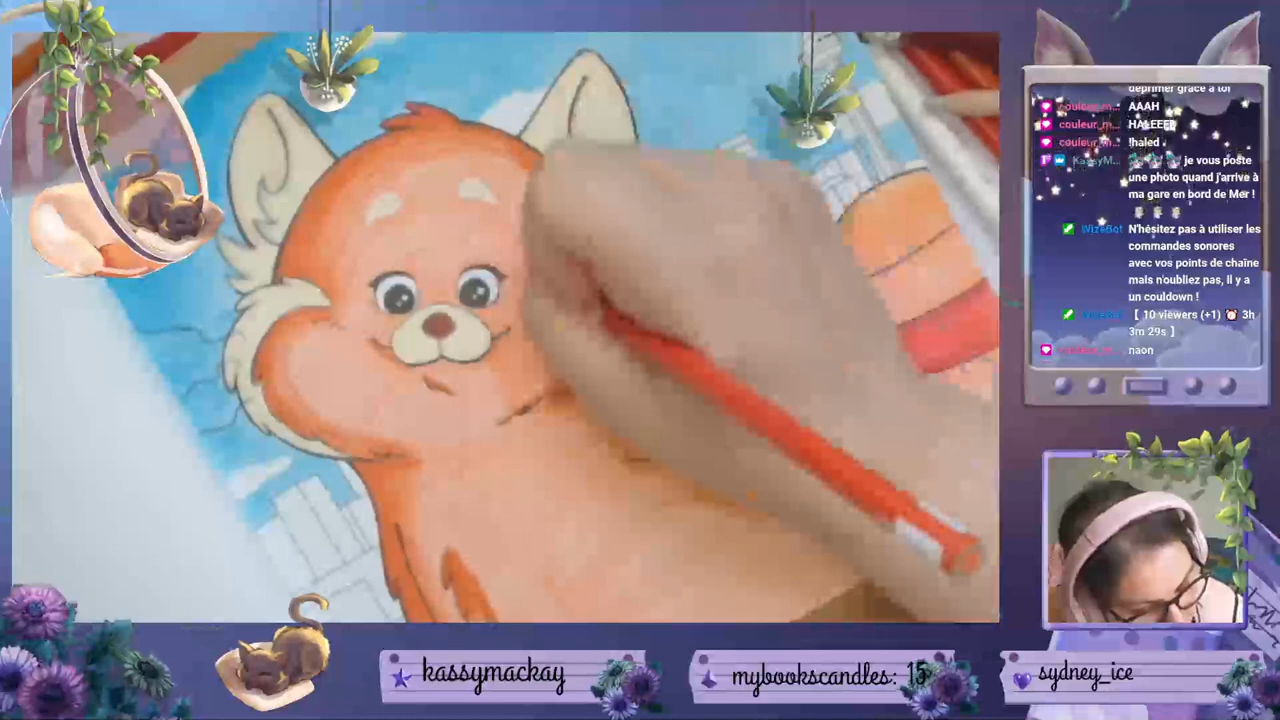 déprimer grâce à toi
AAAH
HALEEEE
!haled
je vous poste
une photo quand j'arrive à
ma gare en bord de Mer !
WizeBot N'hésitez pas à utiliser les
commandes sonores
avec vos points de chaîne
mais n'oubliez pas, il y a
un couldown !
[ 10 viewers (+1) ⏰ 3h
3m 29s ]
naon
kassymackay
mybookscandles: 15
sydney_ice